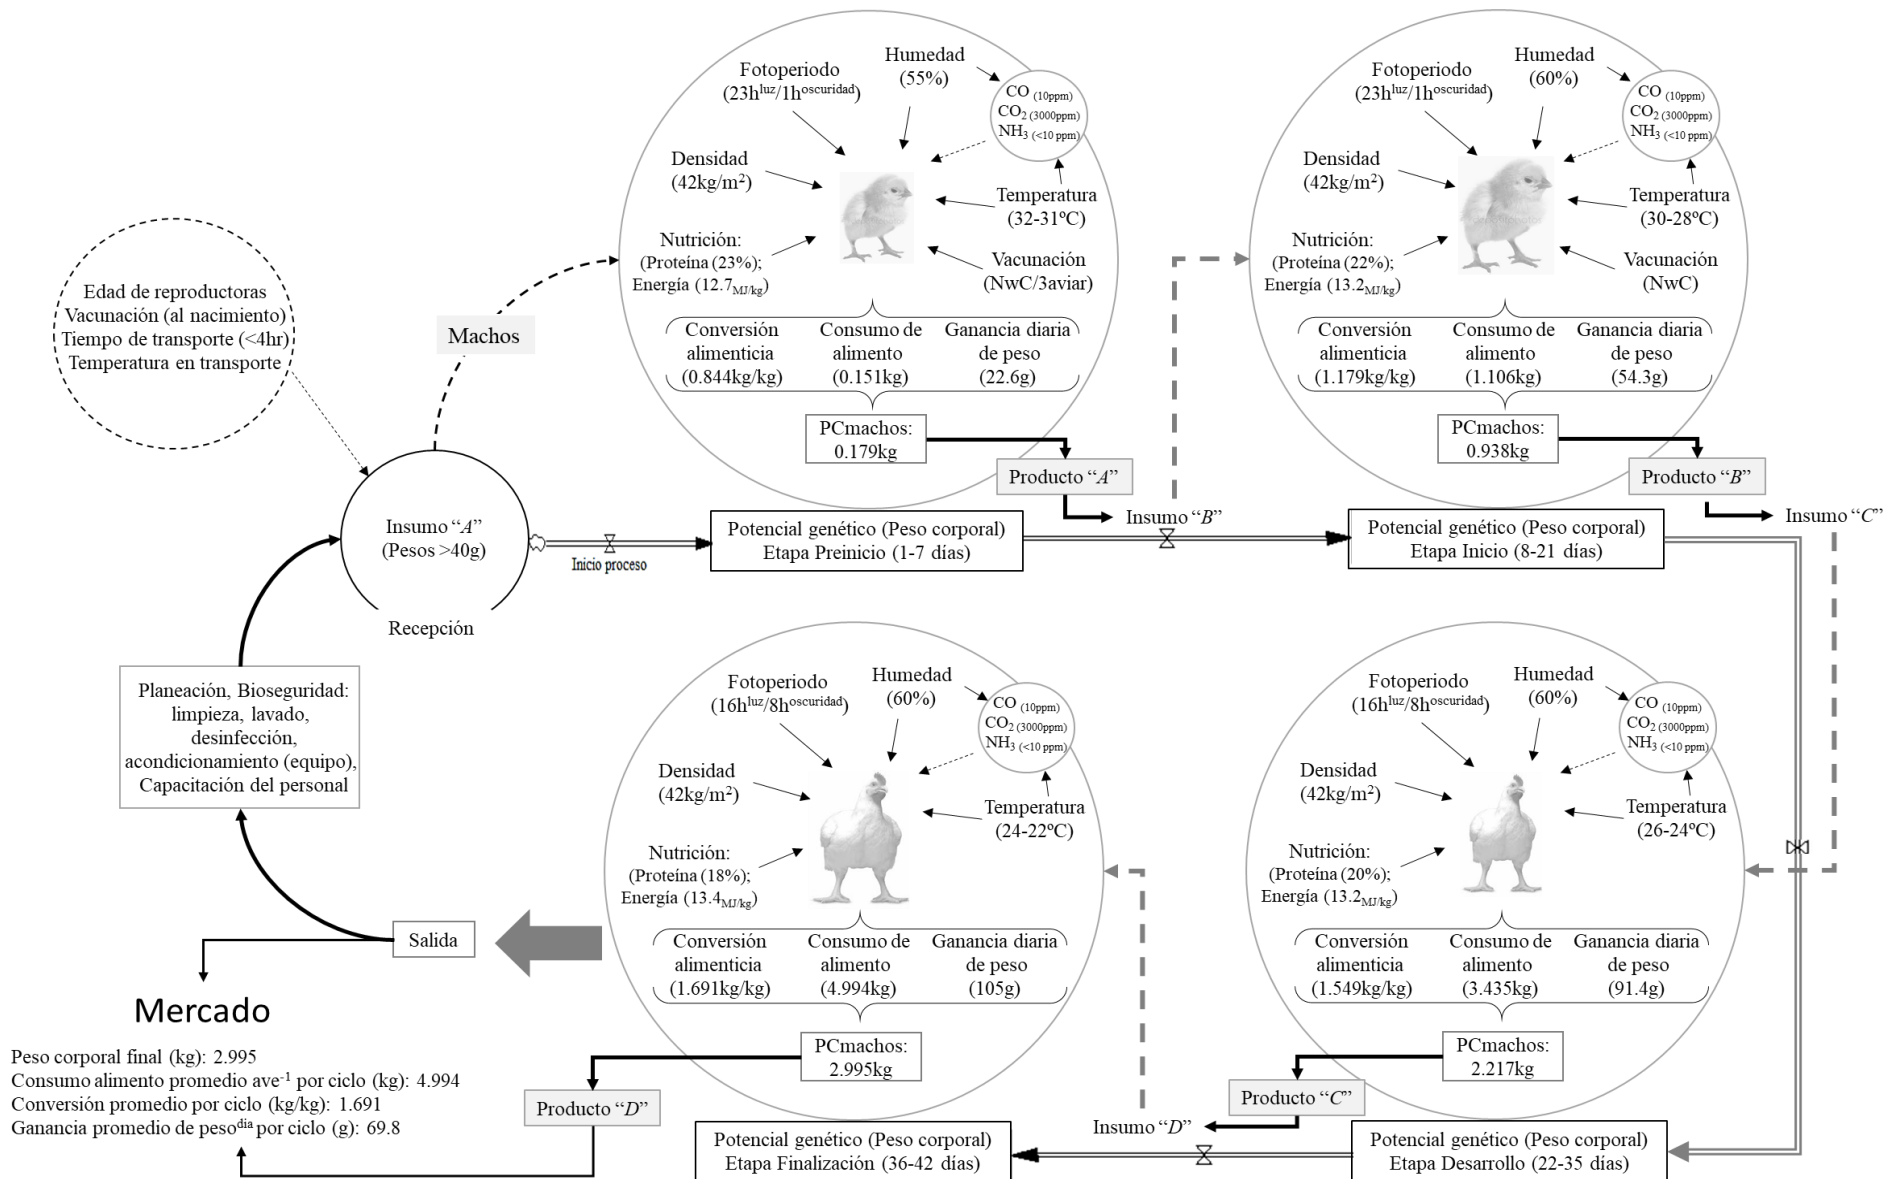 Edad de reproductoras
Vacunación (al nacimiento)
Tiempo de transporte (<4hr)
Temperatura en transporte
Machos
Insumo “A”
(Pesos >40g)
Recepción
Inicio proceso
Fotoperiodo
(23hluz/1hoscuridad)
Humedad
(55%)
CO (10ppm)
CO2 (3000ppm)
NH3 (<10 ppm)
Densidad
(42kg/m2)
Temperatura
(32-31ºC)
Nutrición:
(Proteína (23%);
Energía (12.7MJ/kg)
Vacunación
(NwC/3aviar)
Conversión
alimenticia
(0.844kg/kg)
Consumo de
alimento
(0.151kg)
Ganancia diaria
de peso
(22.6g)
PCmachos:
0.179kg
Producto “A”
Insumo “B”
Potencial genético (Peso corporal)
Etapa Preinicio (1-7 días)
Fotoperiodo
(23hluz/1hoscuridad)
Humedad
(60%)
CO (10ppm)
CO2 (3000ppm)
NH3 (<10 ppm)
Densidad
(42kg/m2)
Temperatura
(30-28ºC)
Nutrición:
(Proteína (22%);
Energía (13.2MJ/kg)
Vacunación
(NwC)
Conversión
alimenticia
(1.179kg/kg)
Consumo de
alimento
(1.106kg)
Ganancia diaria
de peso
(54.3g)
PCmachos:
0.938kg
Producto “B”
Insumo “C”
Potencial genético (Peso corporal)
Etapa Inicio (8-21 días)
Fotoperiodo
(16hluz/8hoscuridad)
Humedad
(60%)
CO (10ppm)
CO2 (3000ppm)
NH3 (<10 ppm)
Densidad
(42kg/m2)
Temperatura
(26-24ºC)
Nutrición:
(Proteína (20%);
Energía (13.2MJ/kg)
Conversión
alimenticia
(1.549kg/kg)
Consumo de
alimento
(3.435kg)
Ganancia diaria
de peso
(91.4g)
PCmachos:
2.217kg
Producto “C”
Insumo “D”
Potencial genético (Peso corporal)
Etapa Desarrollo (22-35 días)
Fotoperiodo
(16hluz/8hoscuridad)
Humedad
(60%)
CO (10ppm)
CO2 (3000ppm)
NH3 (<10 ppm)
Densidad
(42kg/m2)
Temperatura
(24-22ºC)
Nutrición:
(Proteína (18%);
Energía (13.4MJ/kg)
Conversión
alimenticia
(1.691kg/kg)
Consumo de
alimento
(4.994kg)
Ganancia diaria
de peso
(105g)
PCmachos:
2.995kg
Producto “D”
Potencial genético (Peso corporal)
Etapa Finalización (36-42 días)
Planeación, Bioseguridad:
limpieza, lavado,
desinfección,
acondicionamiento (equipo),
Capacitación del personal
Salida
Mercado
Peso corporal final (kg): 2.995
Consumo alimento promedio ave-1 por ciclo (kg): 4.994
Conversión promedio por ciclo (kg/kg): 1.691
Ganancia promedio de pesodia por ciclo (g): 69.8